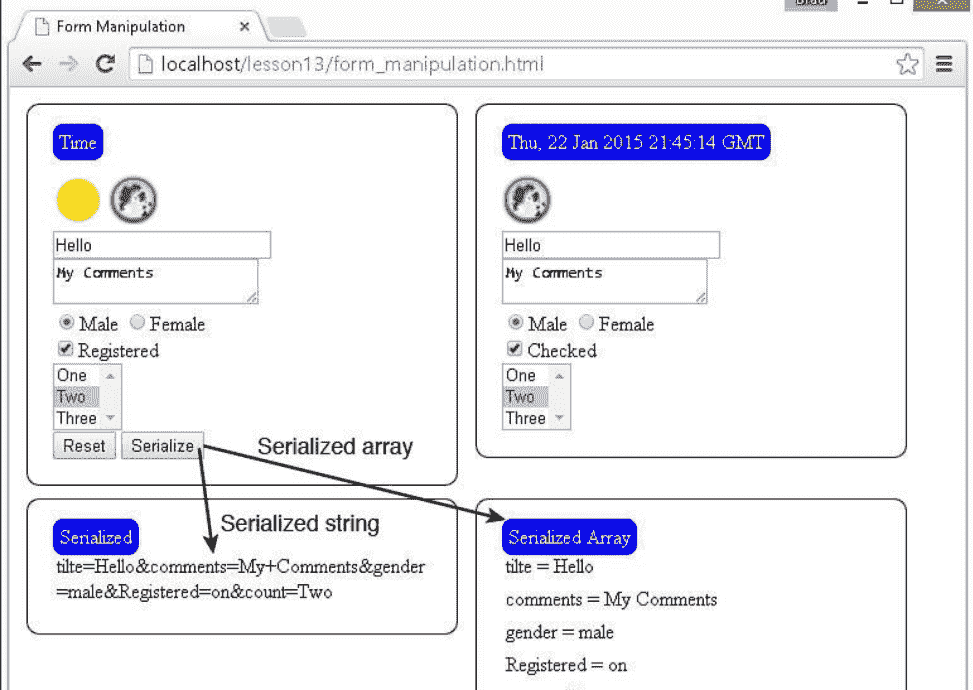 Form Manipulation
localhost/lesson13/form_manipulation.html
Time
Hello
My Comments
Male Female
Registered
One
Two
Three
Reset Serialize
Thu, 22 Jan 2015 21:45:14 GMT
Hello
My Comments
Male Female
Checked
One
Two
Three
Serialized array
Serialized string
Serialized
tilte=Hello&comments=My+Comments&gender
=male&Registered=on&count=Two
Serialized Array
tilte = Hello
comments = My Comments
gender = male
Registered = on